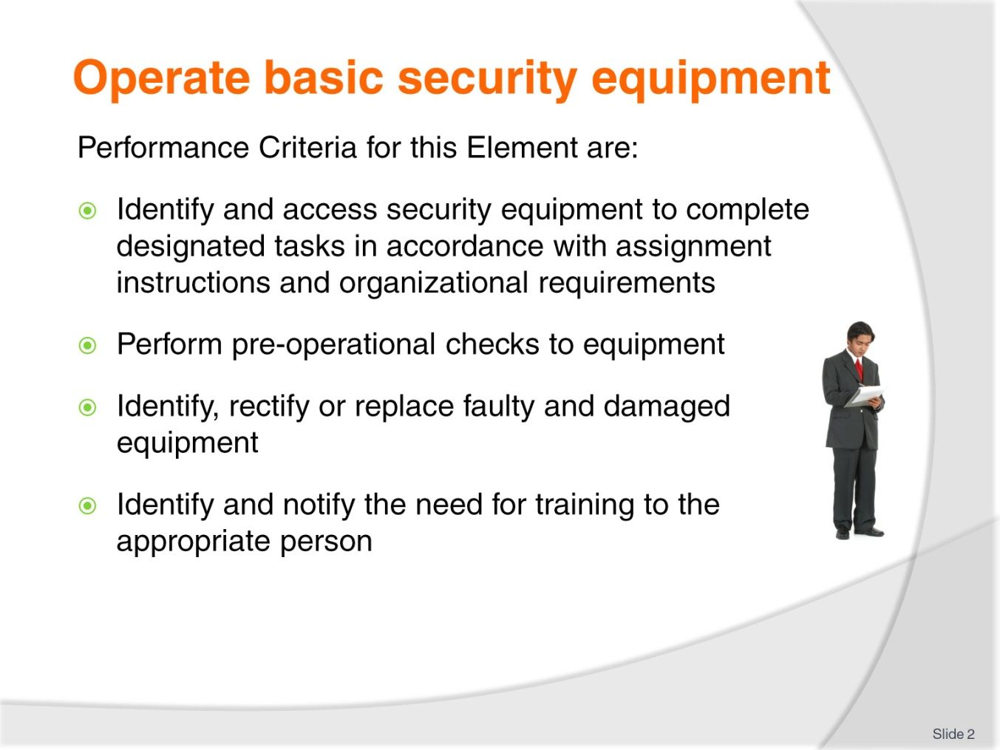 Operate basic security equipment
Performance Criteria for this Element are:
Identify and access security equipment to complete
designated tasks in accordance with assignment
instructions and organizational requirements
Perform pre-operational checks to equipment
Identify, rectify or replace faulty and damaged
equipment
Identify and notify the need for training to the
appropriate person
Slide 2